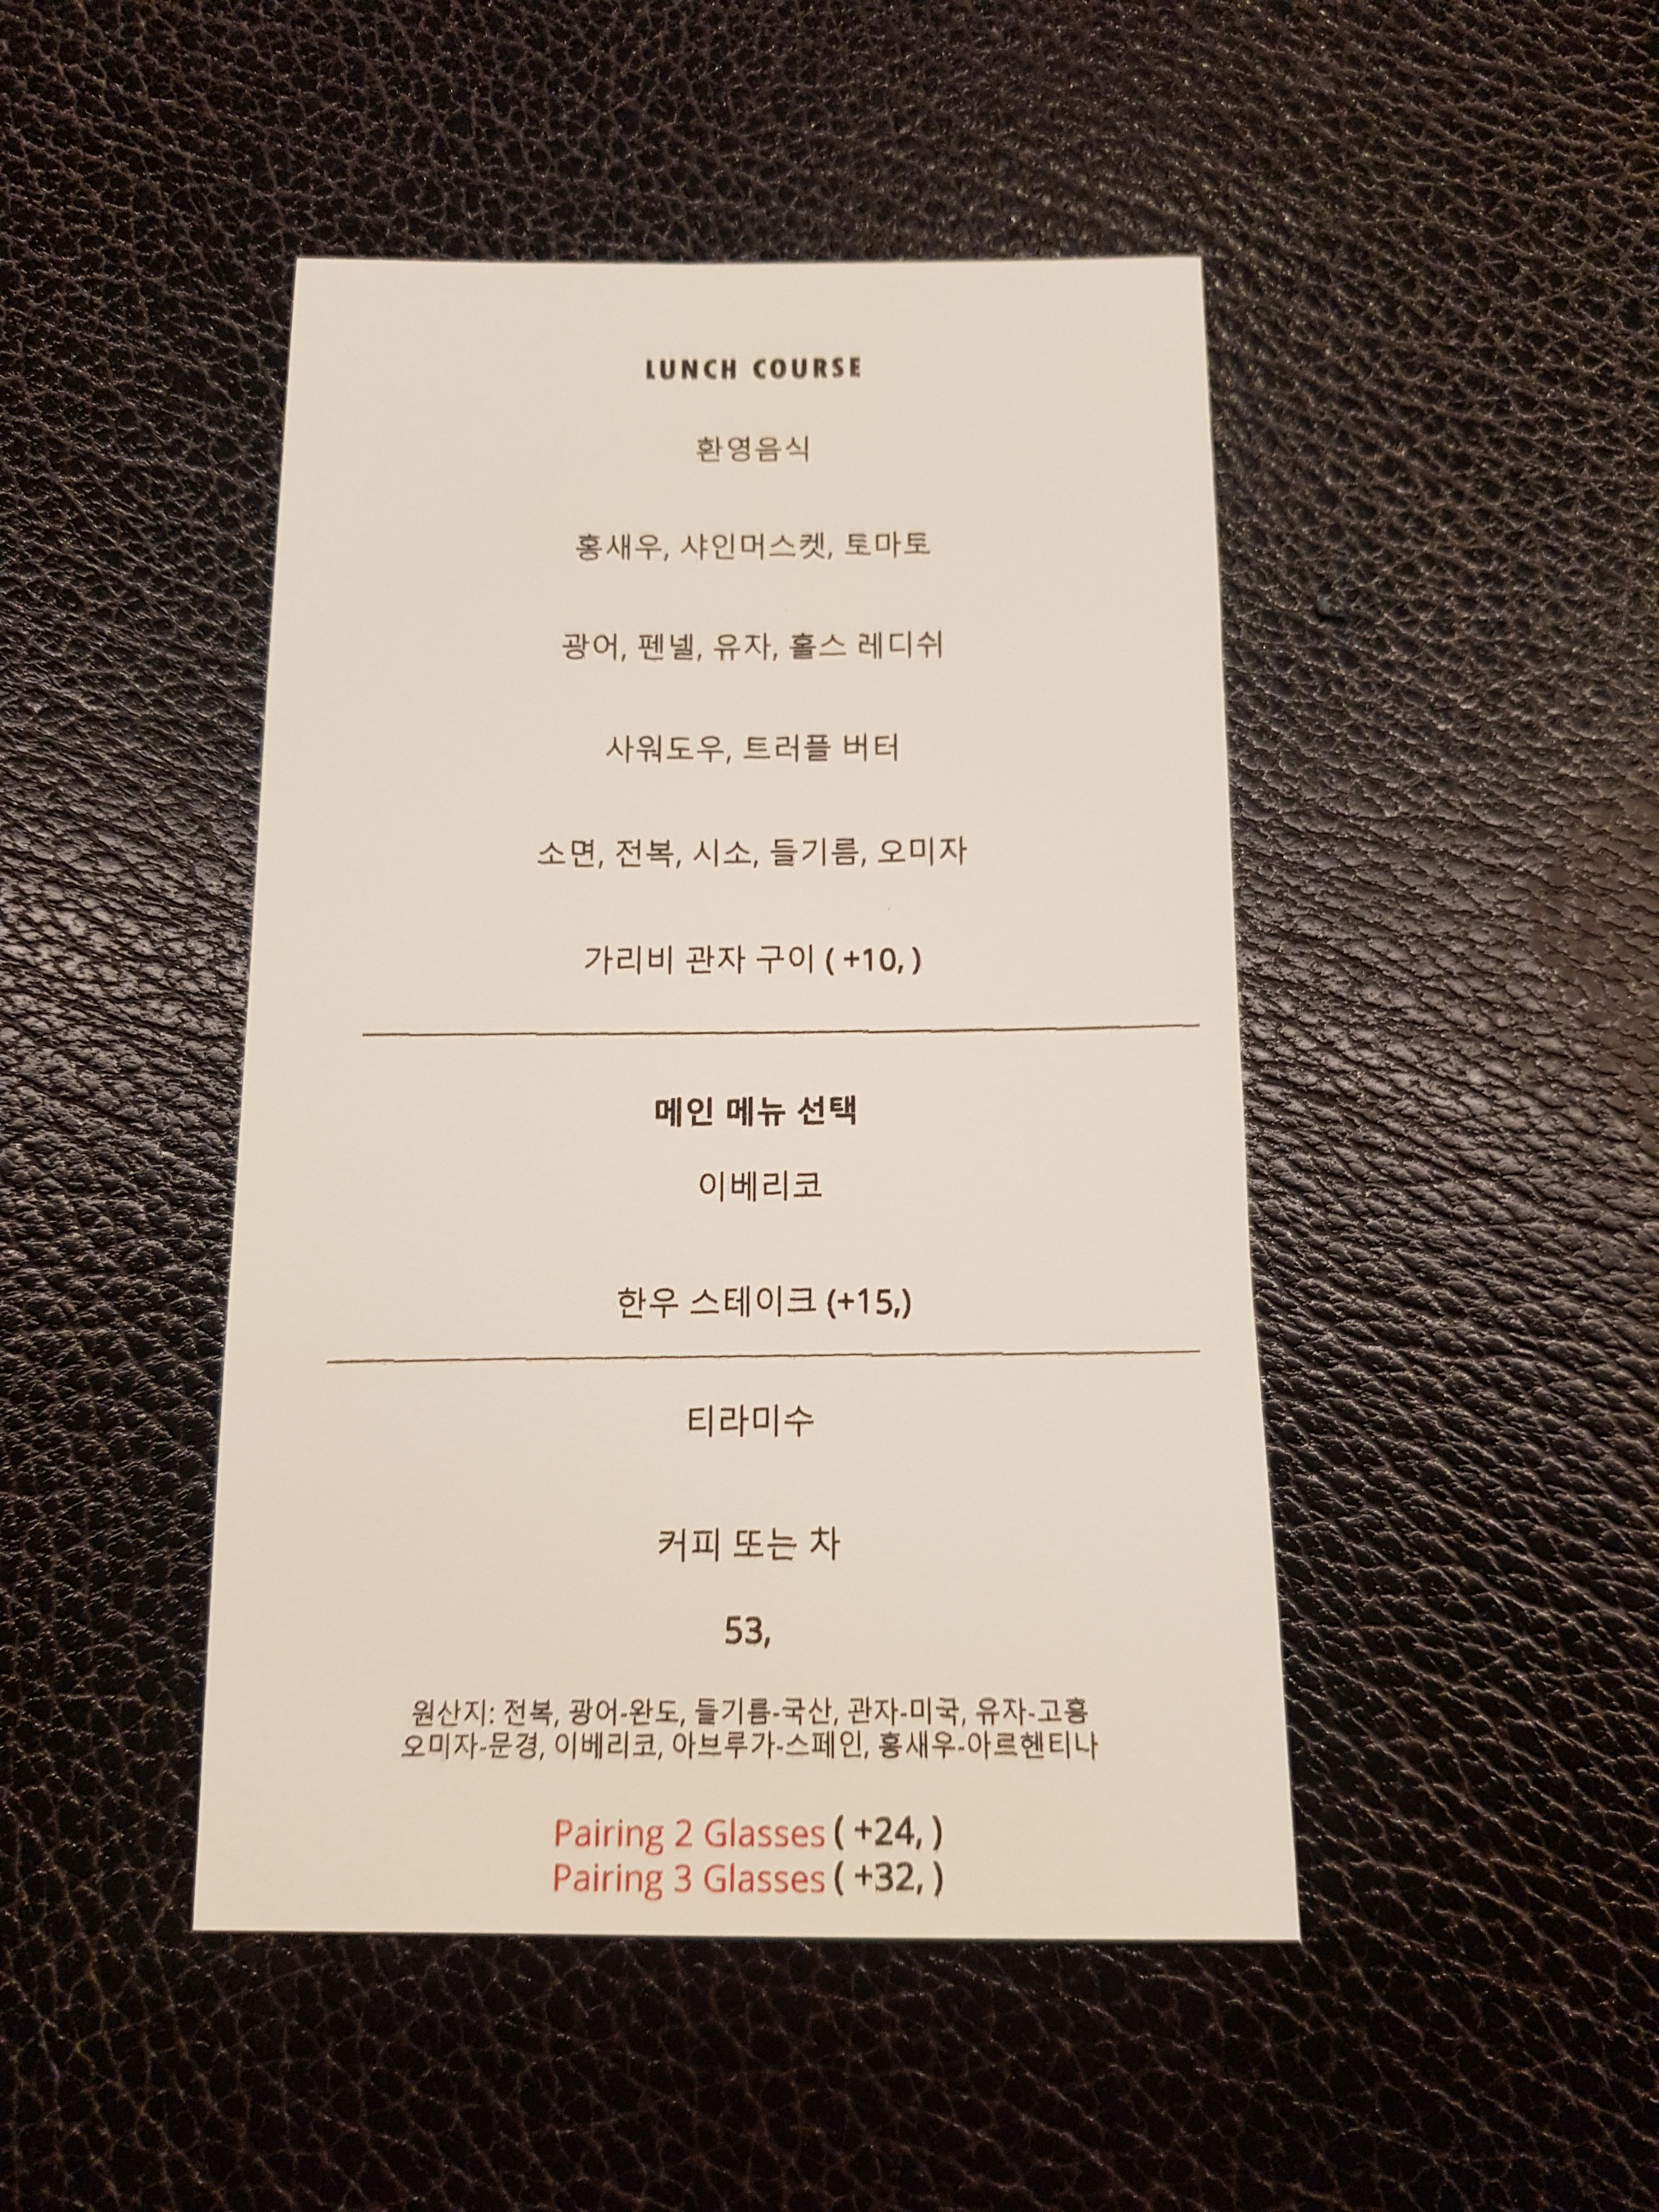 LUNCH COURSE
환영음식
홍새우, 샤인머스켓, 토마토
광어, 펜넬, 유자, 홀스 레디쉬
사워도우, 트러플 버터
소면, 전복, 시소, 들기름, 오미자
가리비 관자 구이 ( +10, )
메인 메뉴 선택
이베리코
한우 스테이크 (+15,)
티라미수
커피 또는 차
53,
원산지: 전복, 광어-완도, 들기름-국산, 관자-미국, 유자-고흥
오미자-문경, 이베리코, 아브루가-스페인, 홍새우-아르헨티나
Pairing 2 Glasses ( +24, )
Pairing 3 Glasses ( +32, )